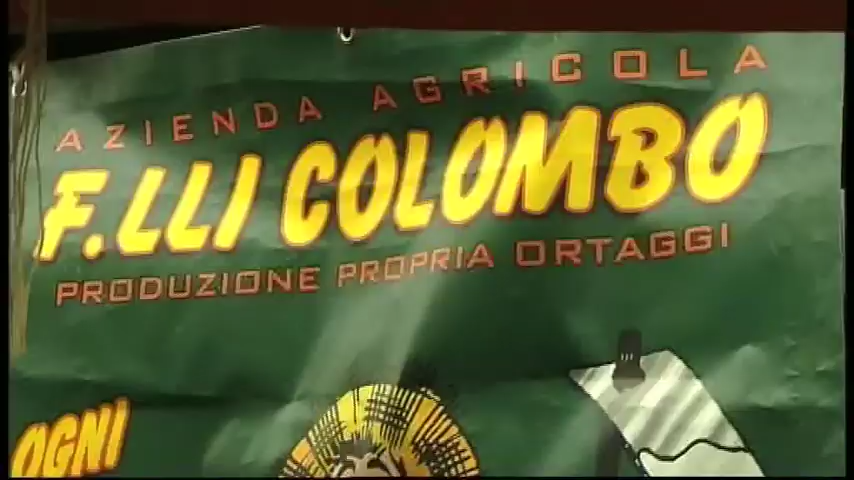 AZIENDA AGRICOLA
F.LLI COLOMBO
PRODUZIONE PROPRIA ORTAGGI
OGNI